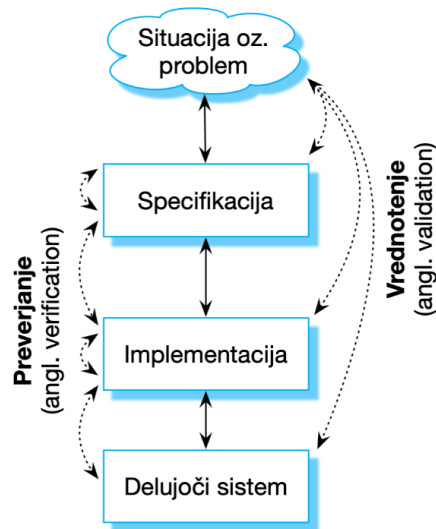 Situacija oz.
problem
Specifikacija
Implementacija
Delujoči sistem
Preverjanje
(angl. verification)
Vrednotenje
(angl. validation)